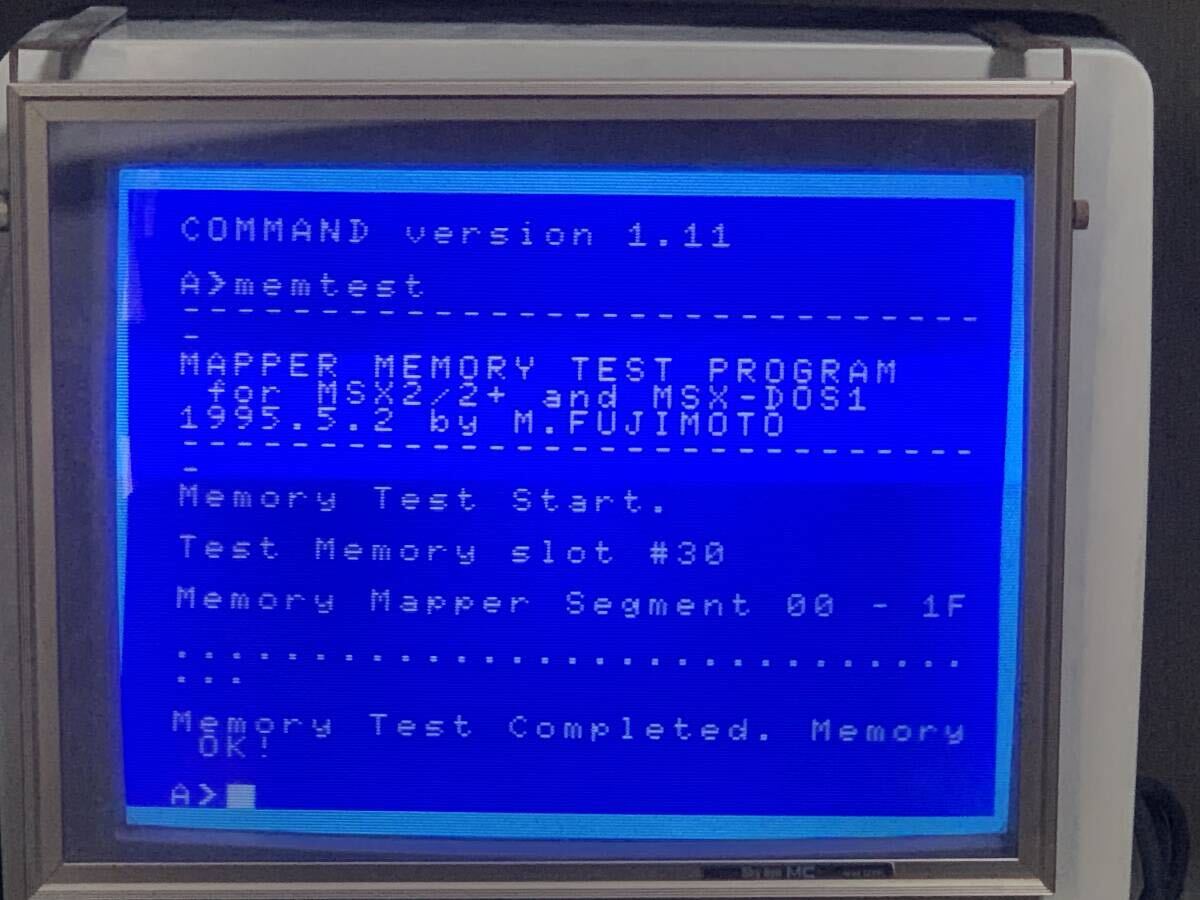 COMMAND version 1.11
A>memtest
-----------------------------
-
MAPPER MEMORY TEST PROGRAM
for MSX2/2+ and MSX-DOS1
1995.5.2 by M.FUJIMOTO
-----------------------------
-
Memory Test Start.
Test Memory slot #30
Memory Mapper Segment 00 - 1F
.............................
...
Memory Test Completed. Memory
OK!
A>
MC